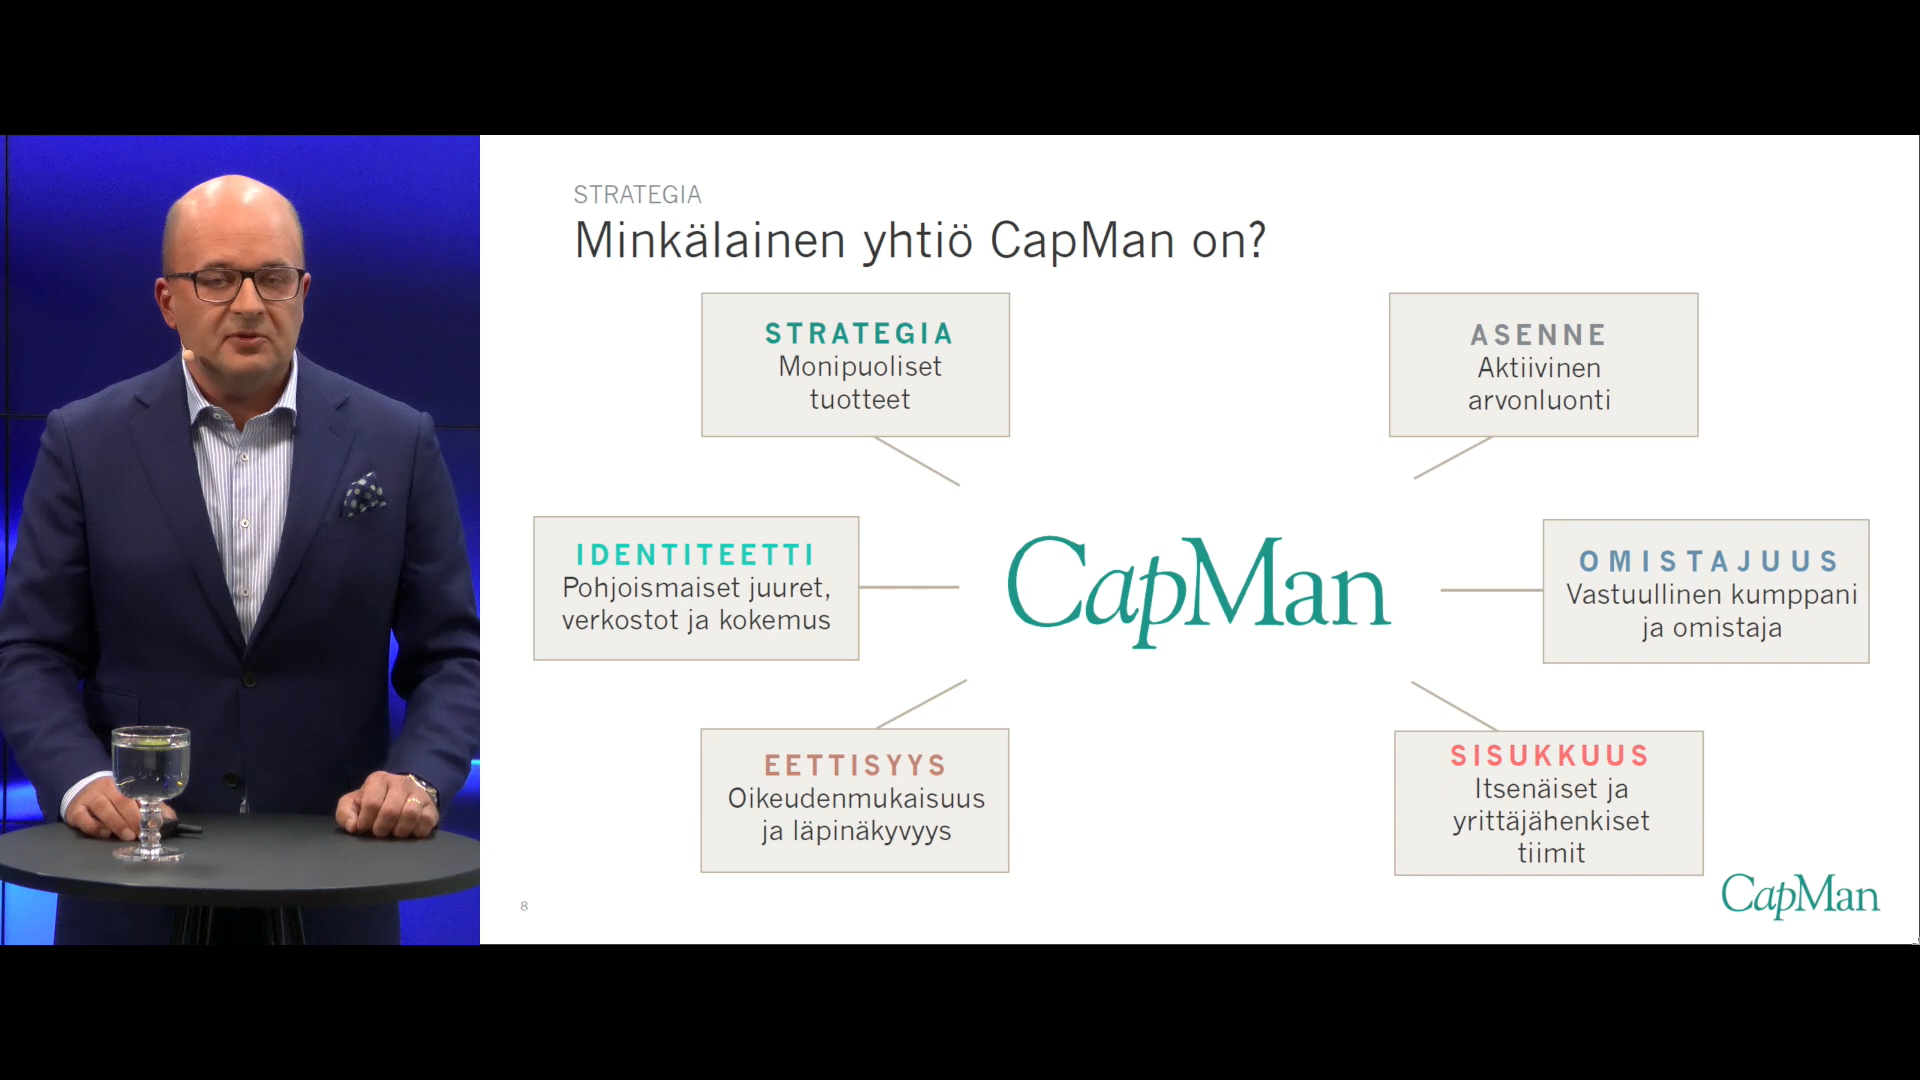 STRATEGIA
Minkälainen yhtiö CapMan on?
STRATEGIA
Monipuoliset
tuotteet
ASENNE
Aktiivinen
arvonluonti
IDENTITEETTI
Pohjoismaiset juuret,
verkostot ja kokemus
CapMan
OMISTAJUUS
Vastuullinen kumppani
ja omistaja
EETTISYYS
Oikeudenmukaisuus
ja läpinäkyvyys
SISUKKUUS
Itsenäiset ja
yrittäjähenkiset
tiimit
8
CapMan